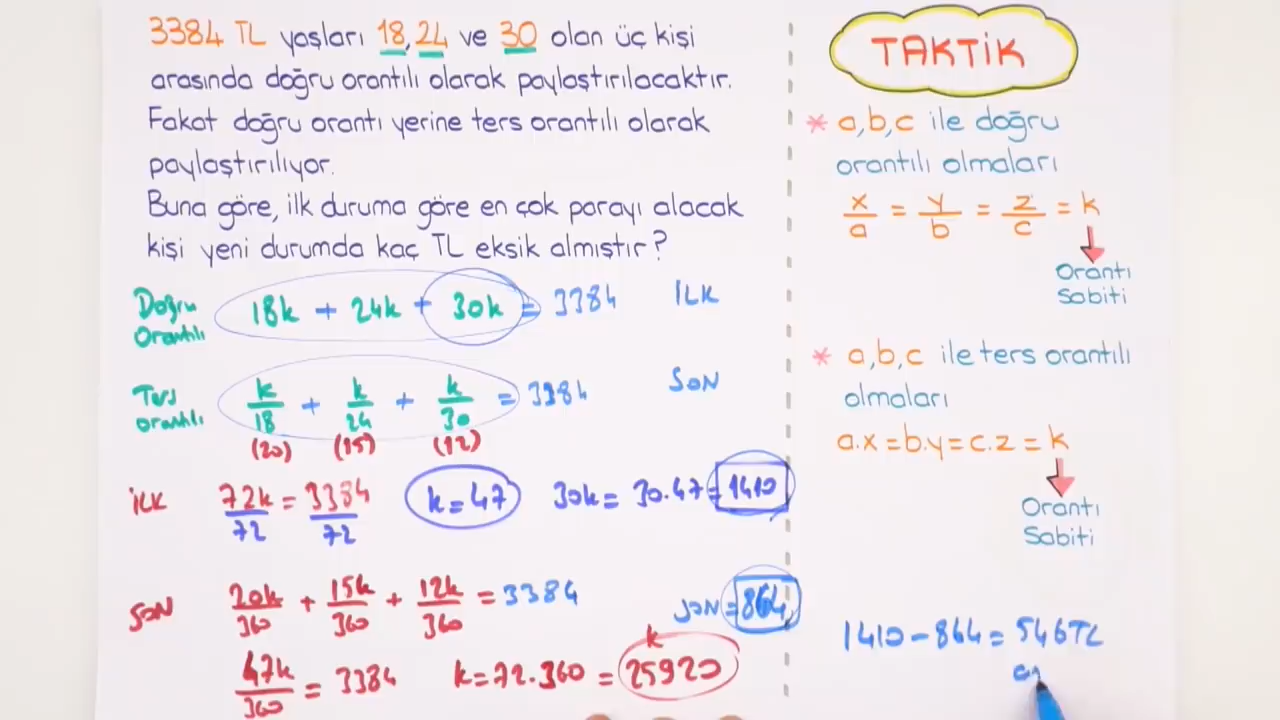 3384 TL yaşları 18, 24 ve 30 olan üç kişi
arasında doğru orantılı olarak paylaştırılacaktır.
Fakat doğru orantı yerine ters orantılı olarak
paylaştırılıyor.
Buna göre, ilk duruma göre en çok parayı alacak
kişi yeni durumda kaç TL eksik almıştır?
Doğru Orantılı 18k + 24k + 30k = 3384 İLK
Ters orantılı k/18 + k/24 + k/30 = 3384 SON
(20) (15) (12)
İLK 72k/72 = 3384/72 k=47 30k = 30.47 = 1410
SON 20k/360 + 15k/360 + 12k/360 = 3384 SON = 864
47k/360 = 3384 k=72.360 = 25920
k
TAKTİK
* a,b,c ile doğru
orantılı olmaları
x/a = y/b = z/c = k
Orantı
Sabiti
* a,b,c ile ters orantılı
olmaları
a.x = b.y = c.z = k
Orantı
Sabiti
1410 - 864 = 546 TL